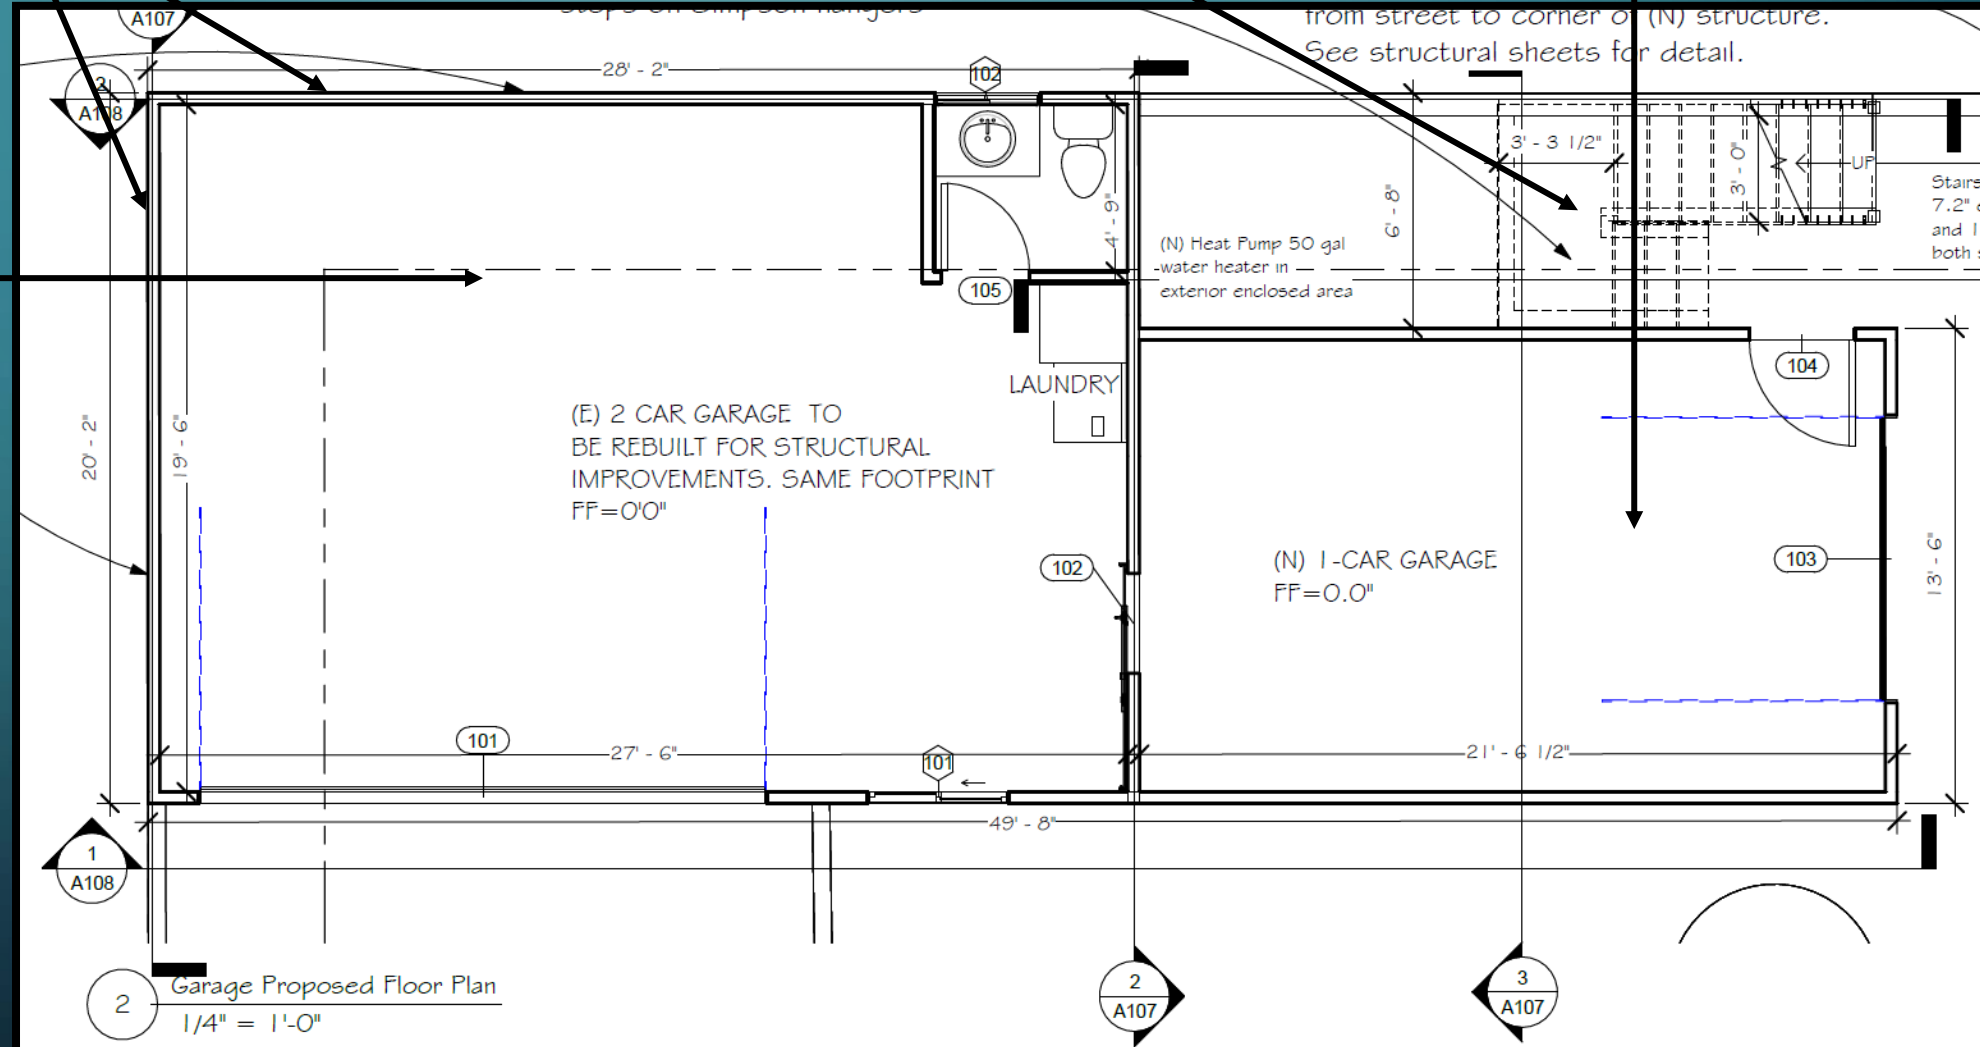 A107
from street to corner of (N) structure.
See structural sheets for detail.
28' - 2"
102
A108
3' - 3 1/2"
3' - 0"
UP
6' - 8"
4' - 9"
Stairs
7.2"
and
both
(N) Heat Pump 50 gal
water heater in
exterior enclosed area
105
104
LAUNDRY
20' - 2"
19' - 6"
(E) 2 CAR GARAGE TO
BE REBUILT FOR STRUCTURAL
IMPROVEMENTS. SAME FOOTPRINT
FF=0'0"
102
(N) 1-CAR GARAGE
FF=0.0"
103
13' - 6"
101
27' - 6"
101
21' - 6 1/2"
49' - 8"
1
A108
2
Garage Proposed Floor Plan
1/4" = 1'-0"
2
A107
3
A107